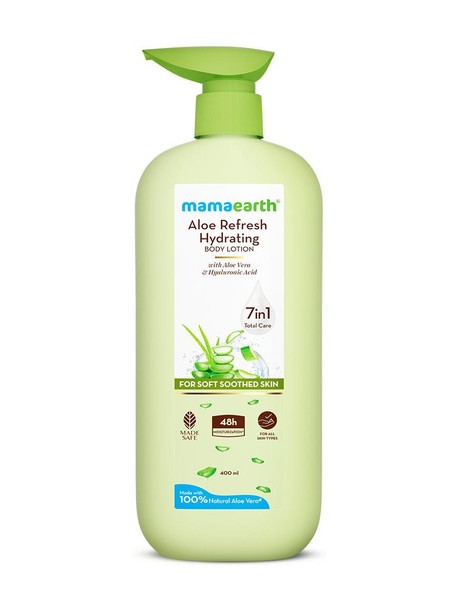 mamaearth®
Aloe Refresh
Hydrating
BODY LOTION
with Aloe Vera
& Hyaluronic Acid
7in1
Total Care
FOR SOFT SOOTHED SKIN
MADE
SAFE
48h
MOISTURIZATION*
FOR ALL
SKIN TYPES
400 ml
Made with
100% Natural Aloe Vera#